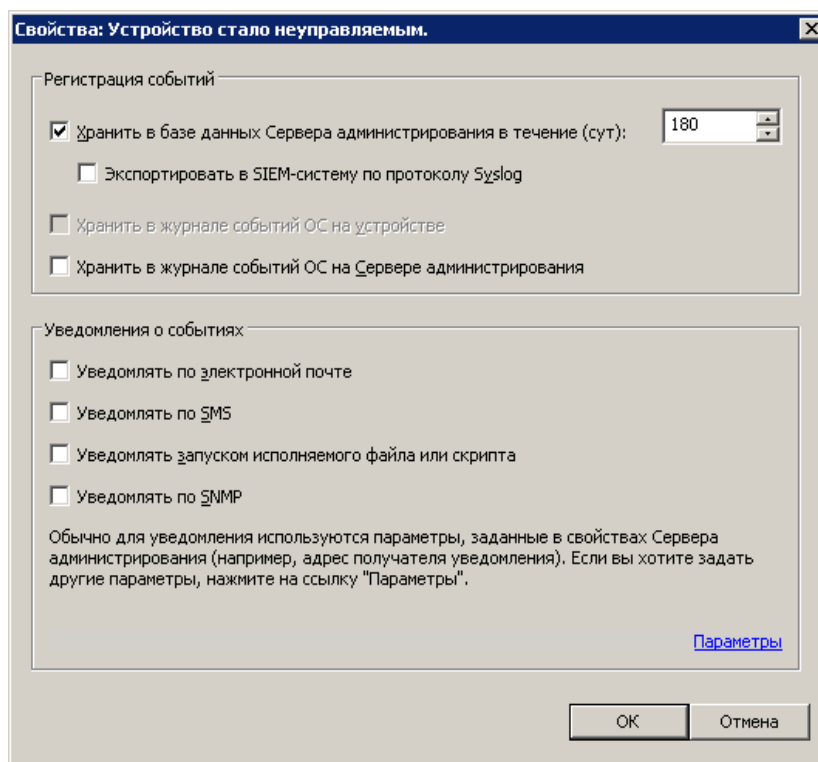 Свойства: Устройство стало неуправляемым.
Регистрация событий
Хранить в базе данных Сервера администрирования в течение (сут): 180
Экспортировать в SIEM-систему по протоколу Syslog
Хранить в журнале событий ОС на устройстве
Хранить в журнале событий ОС на Сервере администрирования
Уведомления о событиях
Уведомлять по электронной почте
Уведомлять по SMS
Уведомлять запуском исполняемого файла или скрипта
Уведомлять по SNMP
Обычно для уведомления используются параметры, заданные в свойствах Сервера
администрирования (например, адрес получателя уведомления). Если вы хотите задать
другие параметры, нажмите на ссылку "Параметры".
Параметры
ОК Отмена